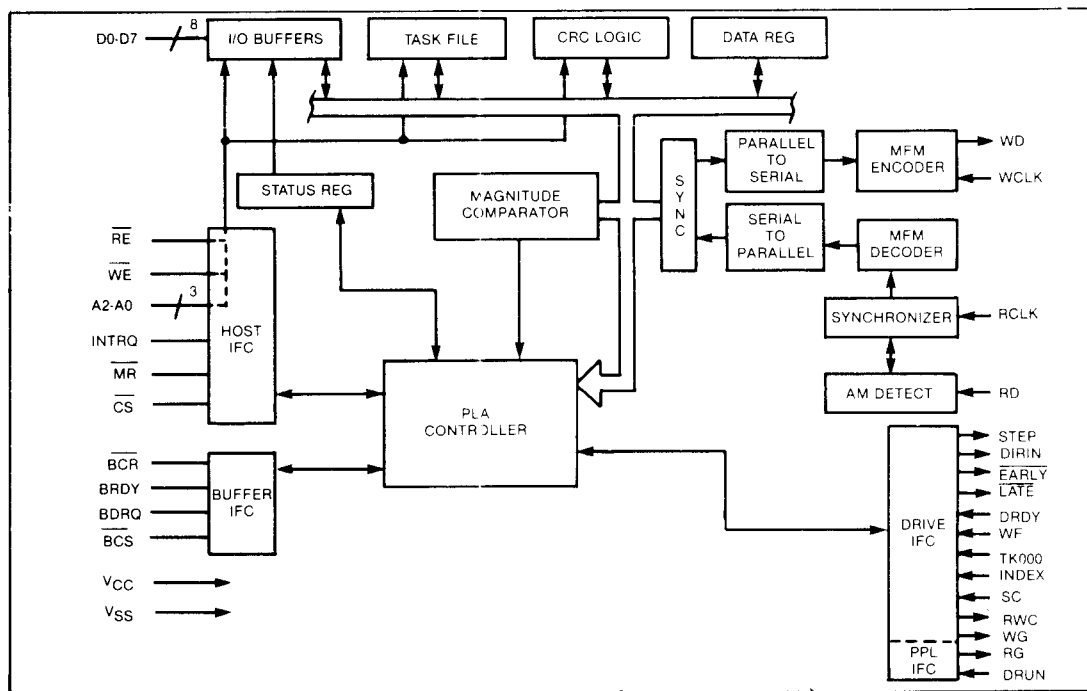 8
D0-D7
I/O BUFFERS
TASK FILE
CRC LOGIC
DATA REG
STATUS REG
MAGNITUDE
COMPARATOR
SYNC
PARALLEL
TO
SERIAL
MFM
ENCODER
WD
WCLK
SERIAL
TO
PARALLEL
MFM
DECODER
SYNCHRONIZER
RCLK
AM DETECT
RD
RE
WE
3
A2-A0
INTRQ
MR
CS
HOST
IFC
PLA
CONTROLLER
BCR
BRDY
BDRQ
BCS
BUFFER
IFC
VCC
VSS
DRIVE
IFC
PPL
IFC
STEP
DIRIN
EARLY
LATE
DRDY
WF
TK000
INDEX
SC
RWC
WG
RG
DRUN